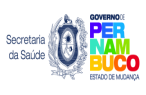 Secretaria
da Saúde
GOVERNO DE
PER
NAM
BUCO
ESTADO DE MUDANÇA